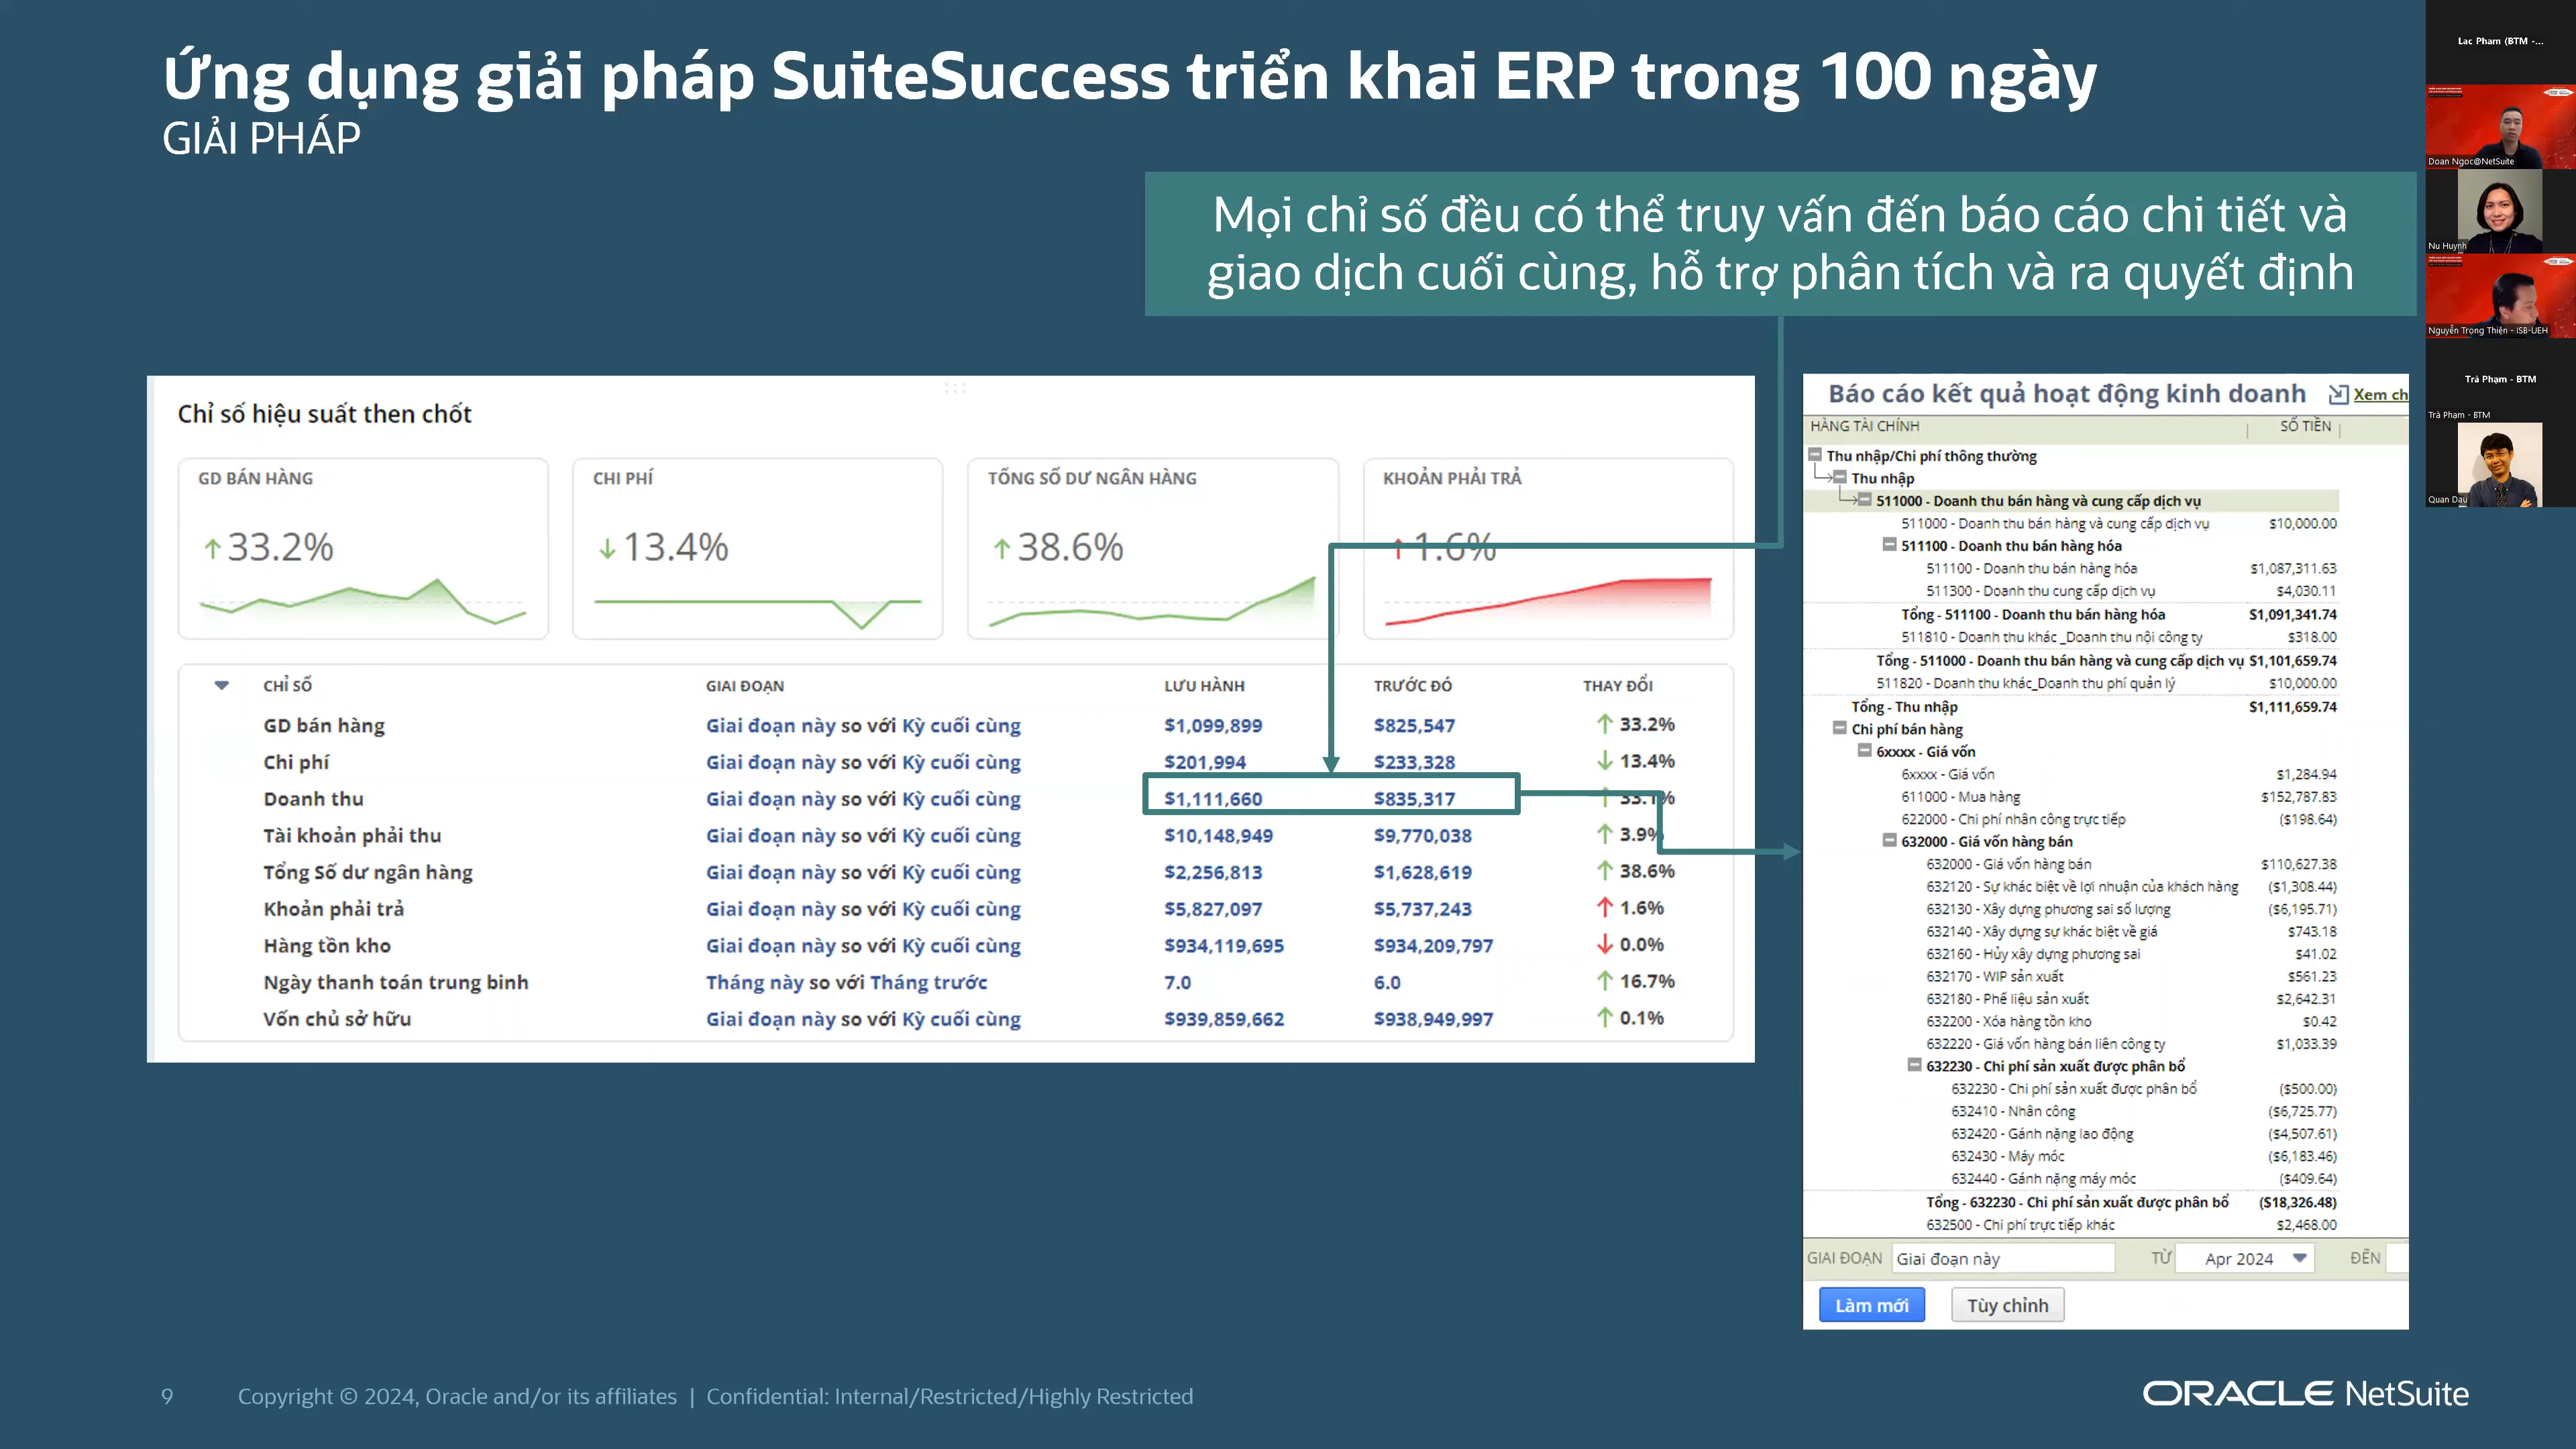 Ứng dụng giải pháp SuiteSuccess triển khai ERP trong 100 ngày
GIẢI PHÁP
Mọi chỉ số đều có thể truy vấn đến báo cáo chi tiết và
giao dịch cuối cùng, hỗ trợ phân tích và ra quyết định
Chỉ số hiệu suất then chốt
GD BÁN HÀNG
33.2%
CHI PHÍ
13.4%
TỔNG SỐ DƯ NGÂN HÀNG
38.6%
KHOẢN PHẢI TRẢ
1.6%
CHỈ SỐ GIAI ĐOẠN LƯU HÀNH TRƯỚC ĐÓ THAY ĐỔI
GD bán hàng Giai đoạn này so với Kỳ cuối cùng $1,099,899 $825,547 33.2%
Chi phí Giai đoạn này so với Kỳ cuối cùng $201,994 $233,328 13.4%
Doanh thu Giai đoạn này so với Kỳ cuối cùng $1,111,660 $835,317 33.1%
Tài khoản phải thu Giai đoạn này so với Kỳ cuối cùng $10,148,949 $9,770,038 3.9%
Tổng Số dư ngân hàng Giai đoạn này so với Kỳ cuối cùng $2,256,813 $1,628,619 38.6%
Khoản phải trả Giai đoạn này so với Kỳ cuối cùng $5,827,097 $5,737,243 1.6%
Hàng tồn kho Giai đoạn này so với Kỳ cuối cùng $934,119,695 $934,209,797 0.0%
Ngày thanh toán trung bình Tháng này so với Tháng trước 7.0 6.0 16.7%
Vốn chủ sở hữu Giai đoạn này so với Kỳ cuối cùng $939,859,662 $938,949,997 0.1%
Báo cáo kết quả hoạt động kinh doanh Xem ch
HÀNG TÀI CHÍNH SỐ TIỀN
Thu nhập/Chi phí thông thường
Thu nhập
511000 - Doanh thu bán hàng và cung cấp dịch vụ
511000 - Doanh thu bán hàng và cung cấp dịch vụ $10,000.00
511100 - Doanh thu bán hàng hóa
511100 - Doanh thu bán hàng hóa $1,087,311.63
511300 - Doanh thu cung cấp dịch vụ $4,030.11
Tổng - 511100 - Doanh thu bán hàng hóa $1,091,341.74
511810 - Doanh thu khác _Doanh thu nội công ty $318.00
Tổng - 511000 - Doanh thu bán hàng và cung cấp dịch vụ $1,101,659.74
511820 - Doanh thu khác_Doanh thu phí quản lý $10,000.00
Tổng - Thu nhập $1,111,659.74
Chi phí bán hàng
6xxxx - Giá vốn
6xxxx - Giá vốn $1,284.94
611000 - Mua hàng $152,787.83
622000 - Chi phí nhân công trực tiếp ($198.64)
632000 - Giá vốn hàng bán
632000 - Giá vốn hàng bán $110,627.38
632120 - Sự khác biệt về lợi nhuận của khách hàng ($1,308.44)
632130 - Xây dựng phương sai số lượng ($6,195.71)
632140 - Xây dựng sự khác biệt về giá $743.18
632160 - Hủy xây dựng phương sai $41.02
632170 - WIP sản xuất $561.23
632180 - Phế liệu sản xuất $2,642.31
632200 - Xóa hàng tồn kho $0.42
632220 - Giá vốn hàng bán liên công ty $1,033.39
632230 - Chi phí sản xuất được phân bổ
632230 - Chi phí sản xuất được phân bổ ($500.00)
632410 - Nhân công ($6,725.77)
632420 - Gánh nặng lao động ($4,507.61)
632430 - Máy móc ($6,183.46)
632440 - Gánh nặng máy móc ($409.64)
Tổng - 632230 - Chi phí sản xuất được phân bổ ($18,326.48)
632500 - Chi phí trực tiếp khác $2,468.00
GIAI ĐOẠN Giai đoạn này TỪ Apr 2024 ĐẾN
Làm mới Tùy chỉnh
9 Copyright © 2024, Oracle and/or its affiliates | Confidential: Internal/Restricted/Highly Restricted
ORACLE NetSuite
Lac Pham (BTM -...
Doan Ngoc@NetSuite
Nu Huynh
Nguyễn Trọng Thiện - ISB-UEH
Trà Phạm - BTM
Trà Phạm - BTM
Quan Dau